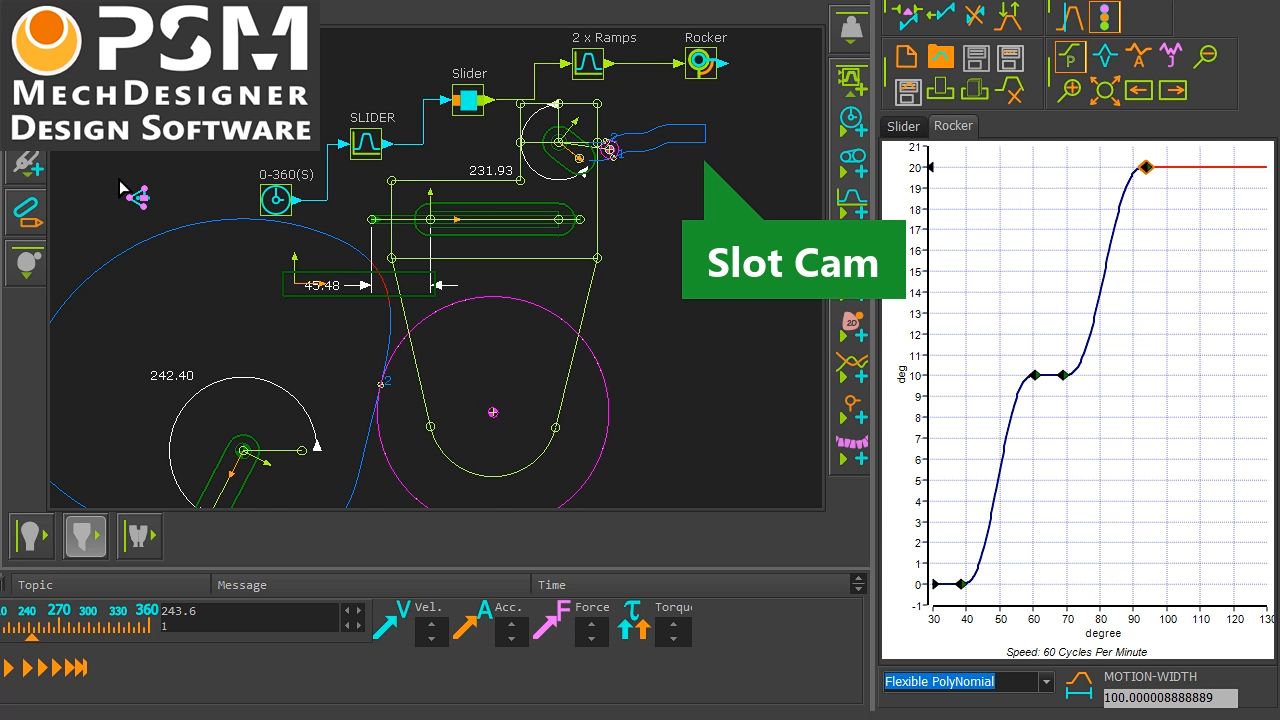 PSM
MECHDESIGNER
DESIGN SOFTWARE
2 x Ramps
Rocker
Slider
SLIDER
0-360(S)
231.93
45.48
242.40
2
Slot Cam
2D
Slider
Rocker
21
20
19
18
17
16
15
14
13
12
11
10
9
8
7
6
5
4
3
2
1
0
-1
deg
30 40 50 60 70 80 90 100 110 120 130
degree
Speed: 60 Cycles Per Minute
Flexible PolyNomial
MOTION-WIDTH
100.000008888889
Topic
Message
Time
240 270 300 330 360
243.6
1
V Vel.
A Acc.
F Force
τ Torqu